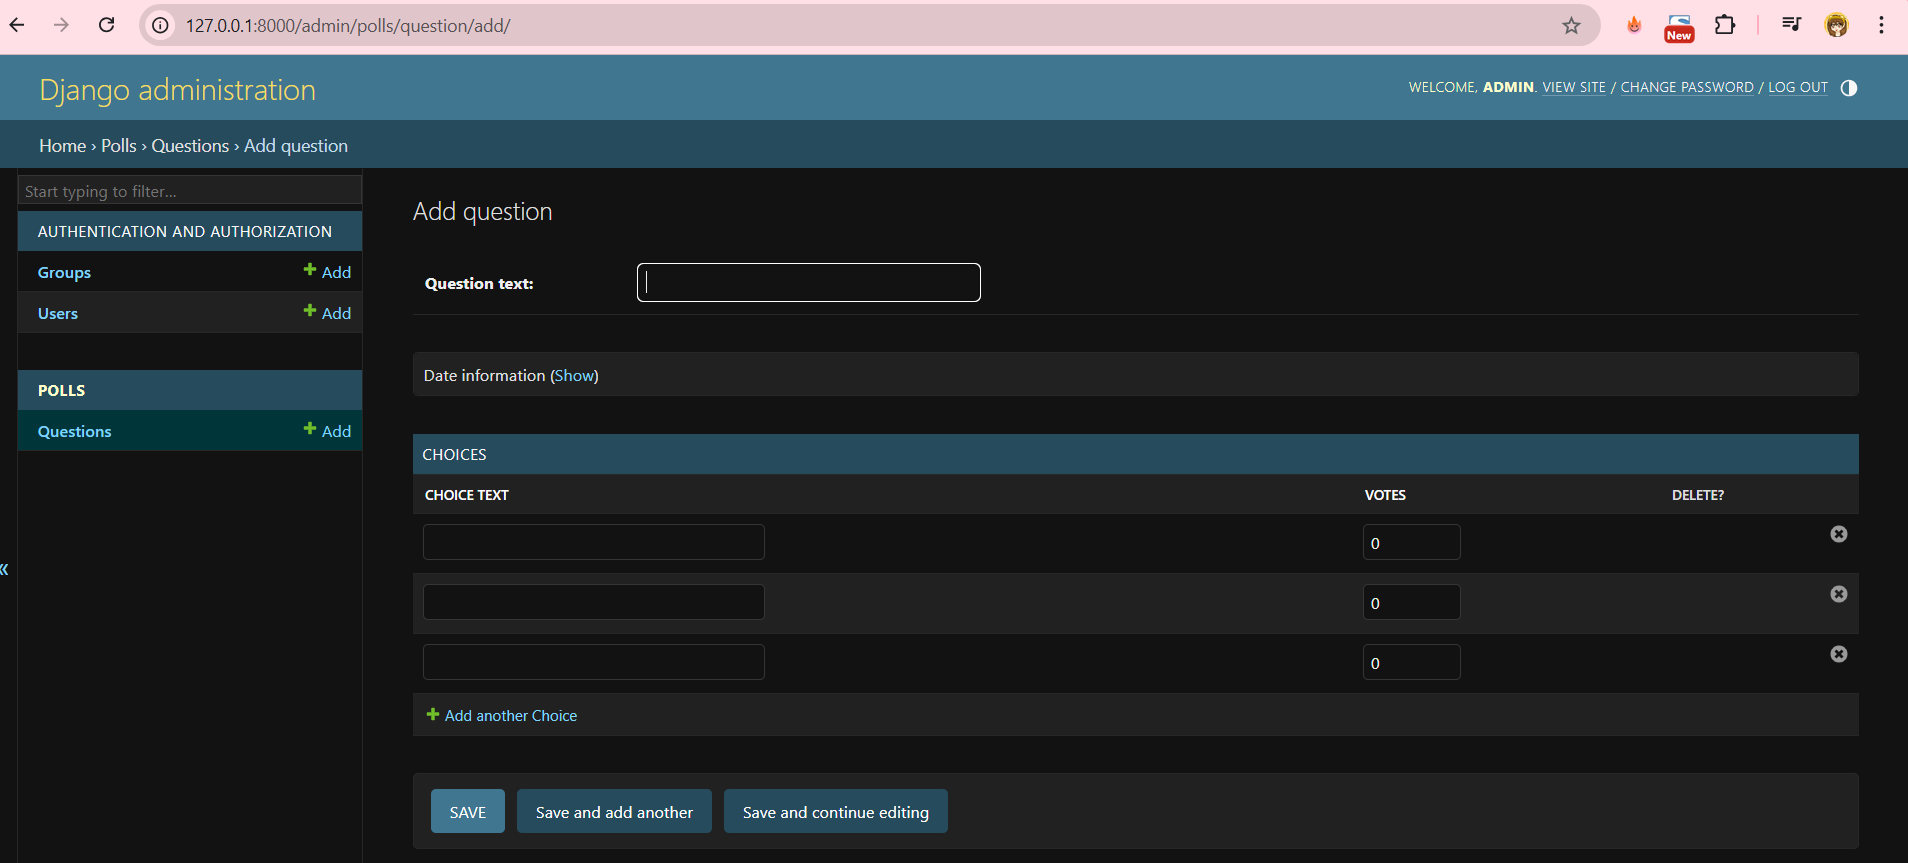 127.0.0.1:8000/admin/polls/question/add/
New
Django administration
WELCOME, ADMIN. VIEW SITE / CHANGE PASSWORD / LOG OUT
Home › Polls › Questions › Add question
Start typing to filter...
AUTHENTICATION AND AUTHORIZATION
Groups
Add
Users
Add
POLLS
Questions
Add
«
Add question
Question text:
Date information (Show)
CHOICES
CHOICE TEXT VOTES DELETE?
0
0
0
Add another Choice
SAVE Save and add another Save and continue editing